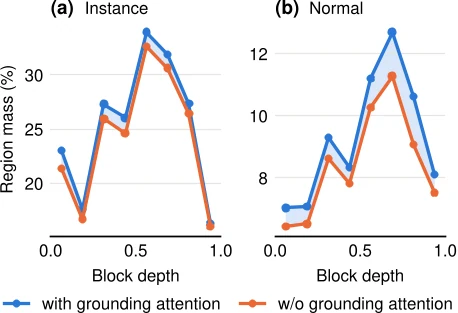 (a) Instance
(b) Normal
Region mass (%)
30
25
20
12
10
8
0.0 0.5 1.0
0.0 0.5 1.0
Block depth
Block depth
with grounding attention
w/o grounding attention